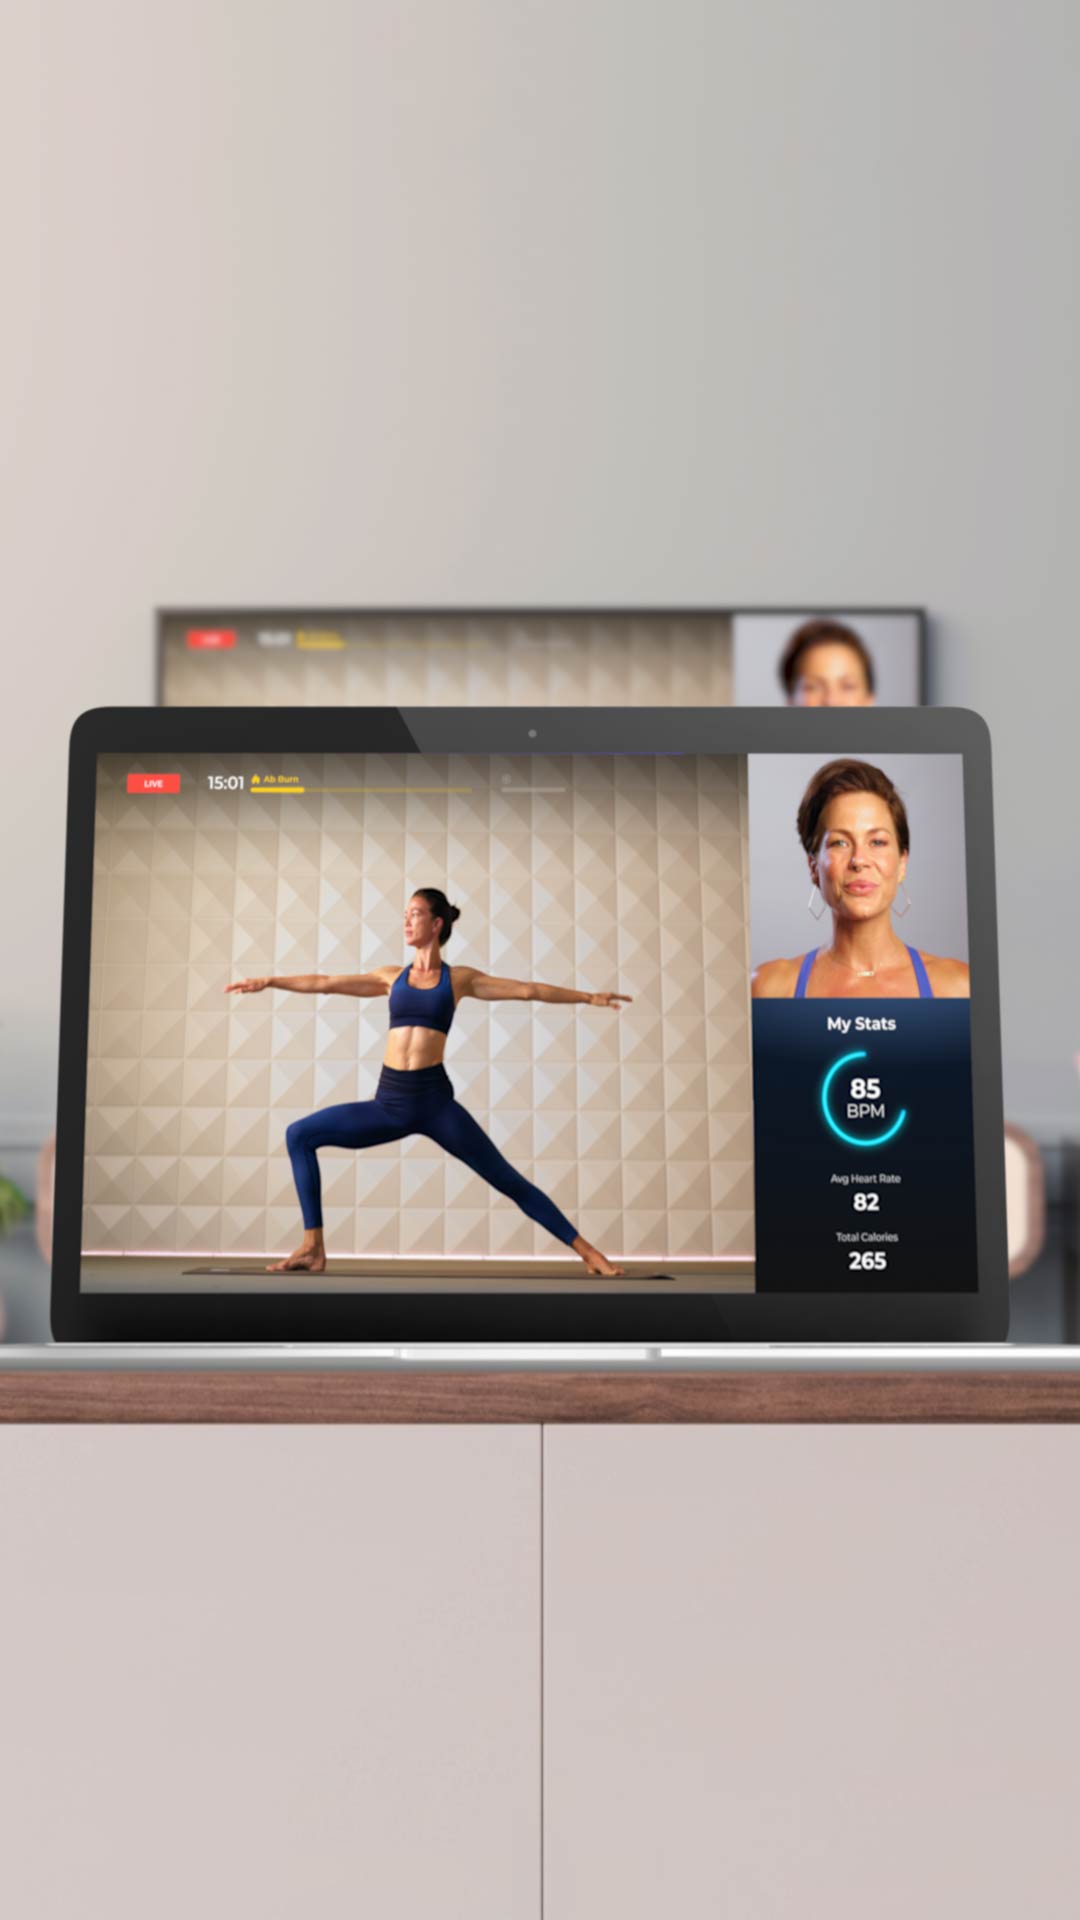 LIVE
15:01 Ab Burn
My Stats
85
BPM
Avg Heart Rate
82
Total Calories
265